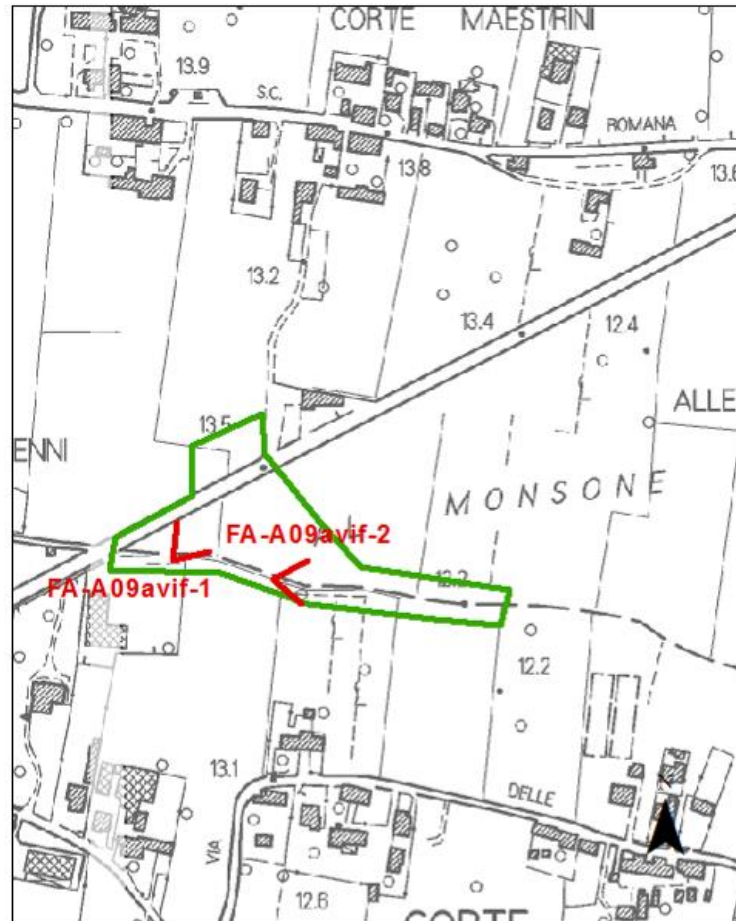 CORTE MAESTRINI
13.9
S.C.
ROMANA
13.8
13.6
13.2
13.4
12.4
13.5
ALLE
ENNI
MONSONE
FA-A09avif-2
FA-A09avif-1
12.2
13.1
DELLE
VIA
12.6
CORTE